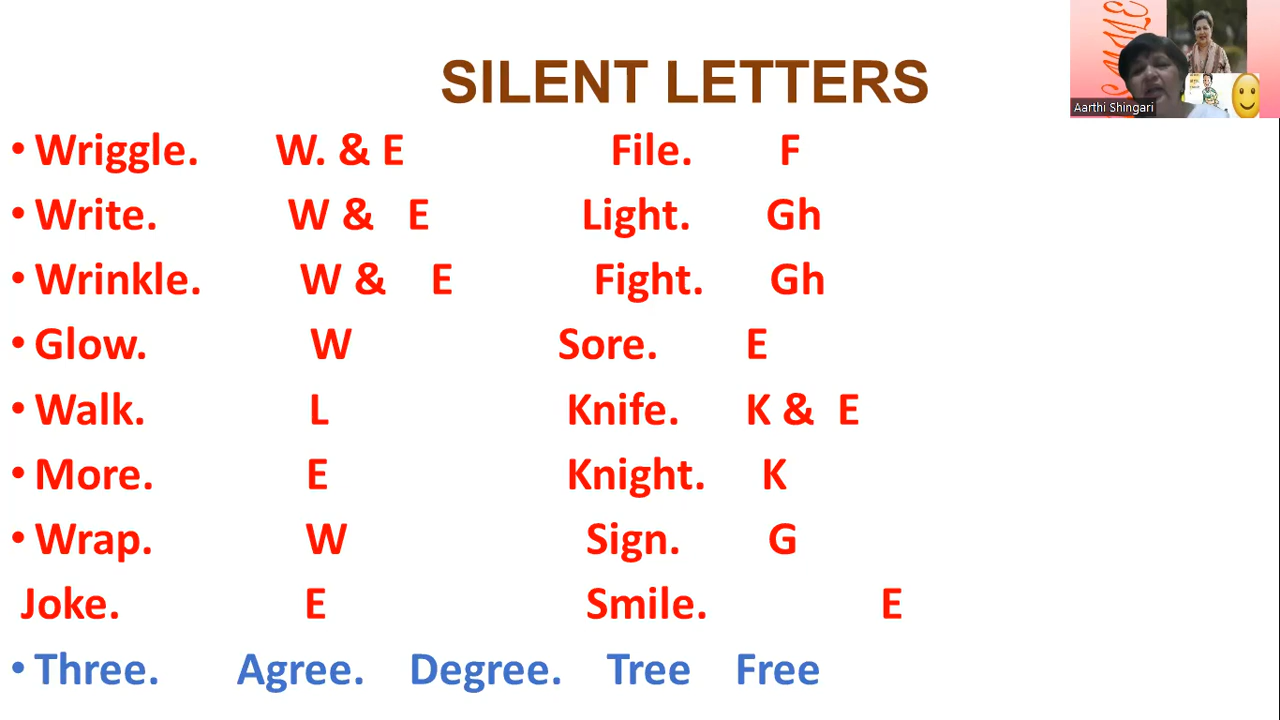 SILENT LETTERS
Aarthi Shingari
• Wriggle. W. & E File. F
• Write. W & E Light. Gh
• Wrinkle. W & E Fight. Gh
• Glow. W Sore. E
• Walk. L Knife. K & E
• More. E Knight. K
• Wrap. W Sign. G
Joke. E Smile. E
• Three. Agree. Degree. Tree Free